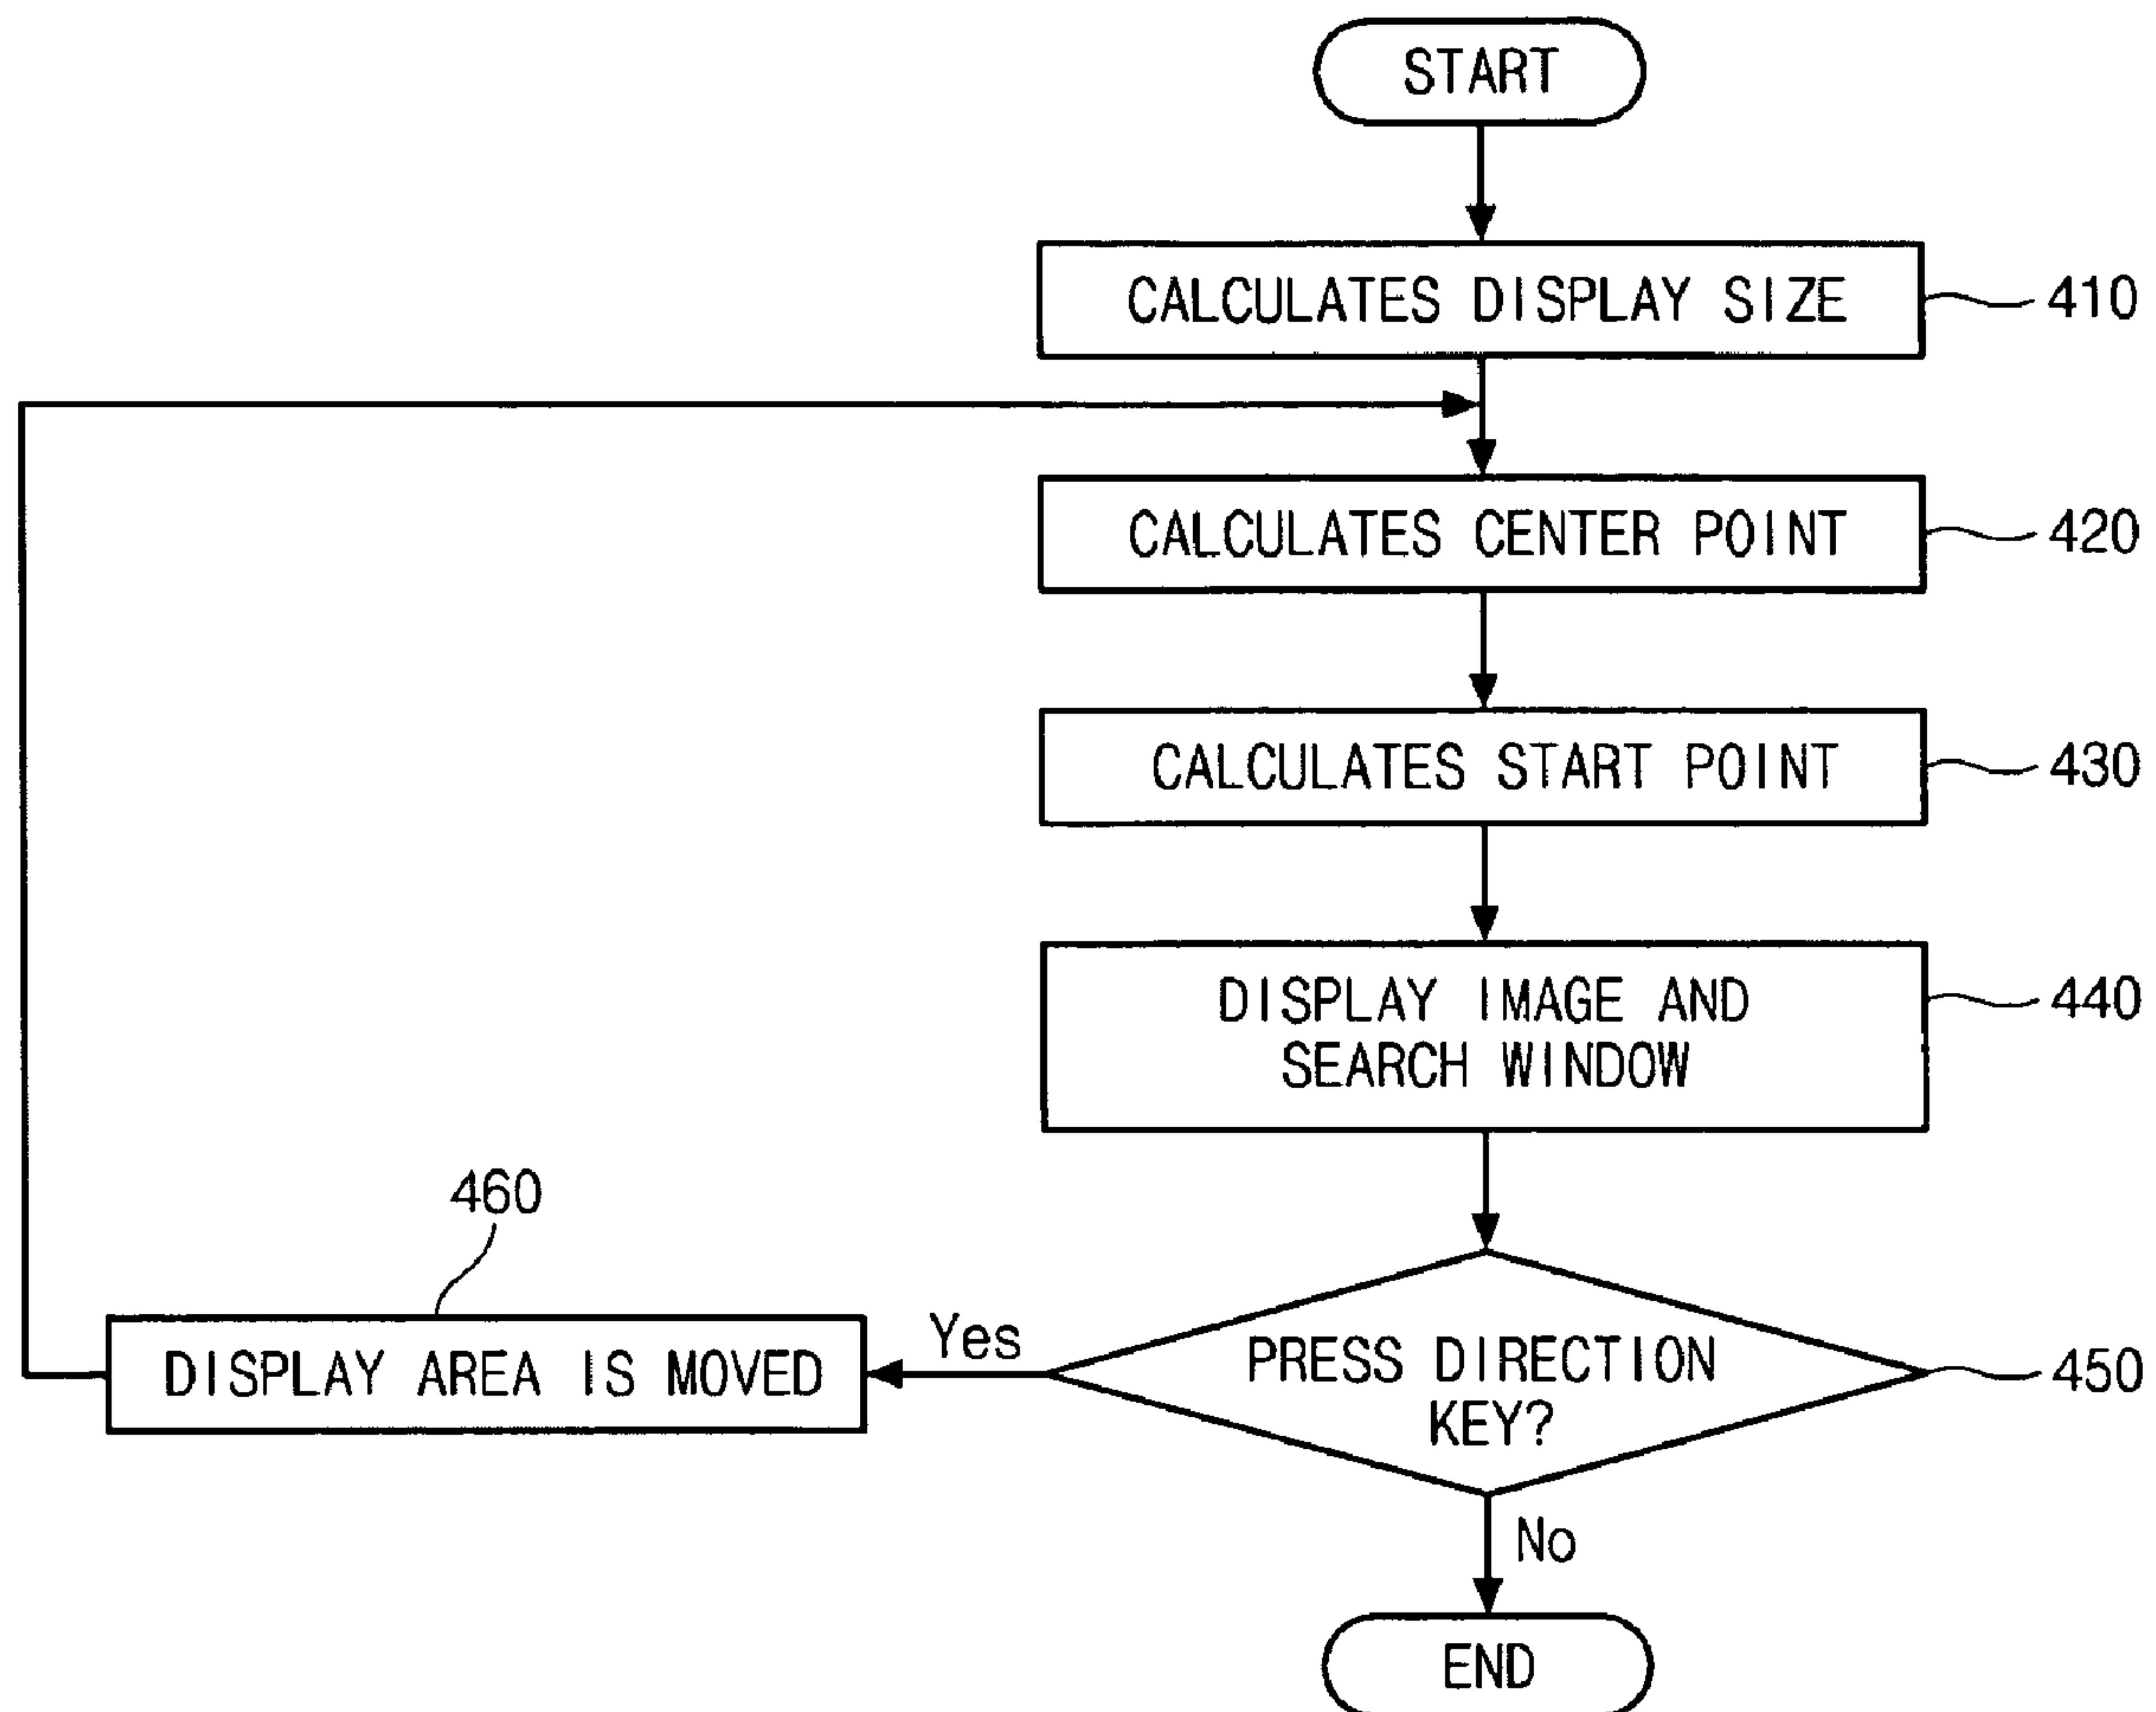 START
CALCULATES DISPLAY SIZE
410
CALCULATES CENTER POINT
420
CALCULATES START POINT
430
DISPLAY IMAGE AND
SEARCH WINDOW
440
460
DISPLAY AREA IS MOVED
Yes
PRESS DIRECTION
KEY?
450
No
END